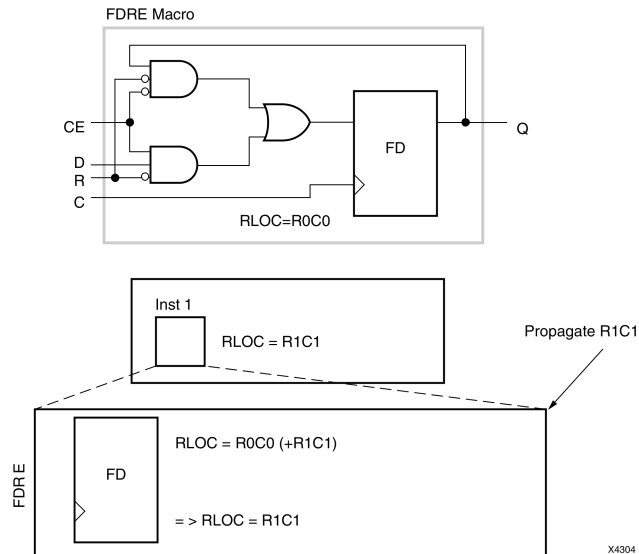 FDRE Macro
CE
D
R
C
FD
Q
RLOC=R0C0
Inst 1
RLOC = R1C1
Propagate R1C1
FDR E
FD
RLOC = R0C0 (+R1C1)
= > RLOC = R1C1
X4304